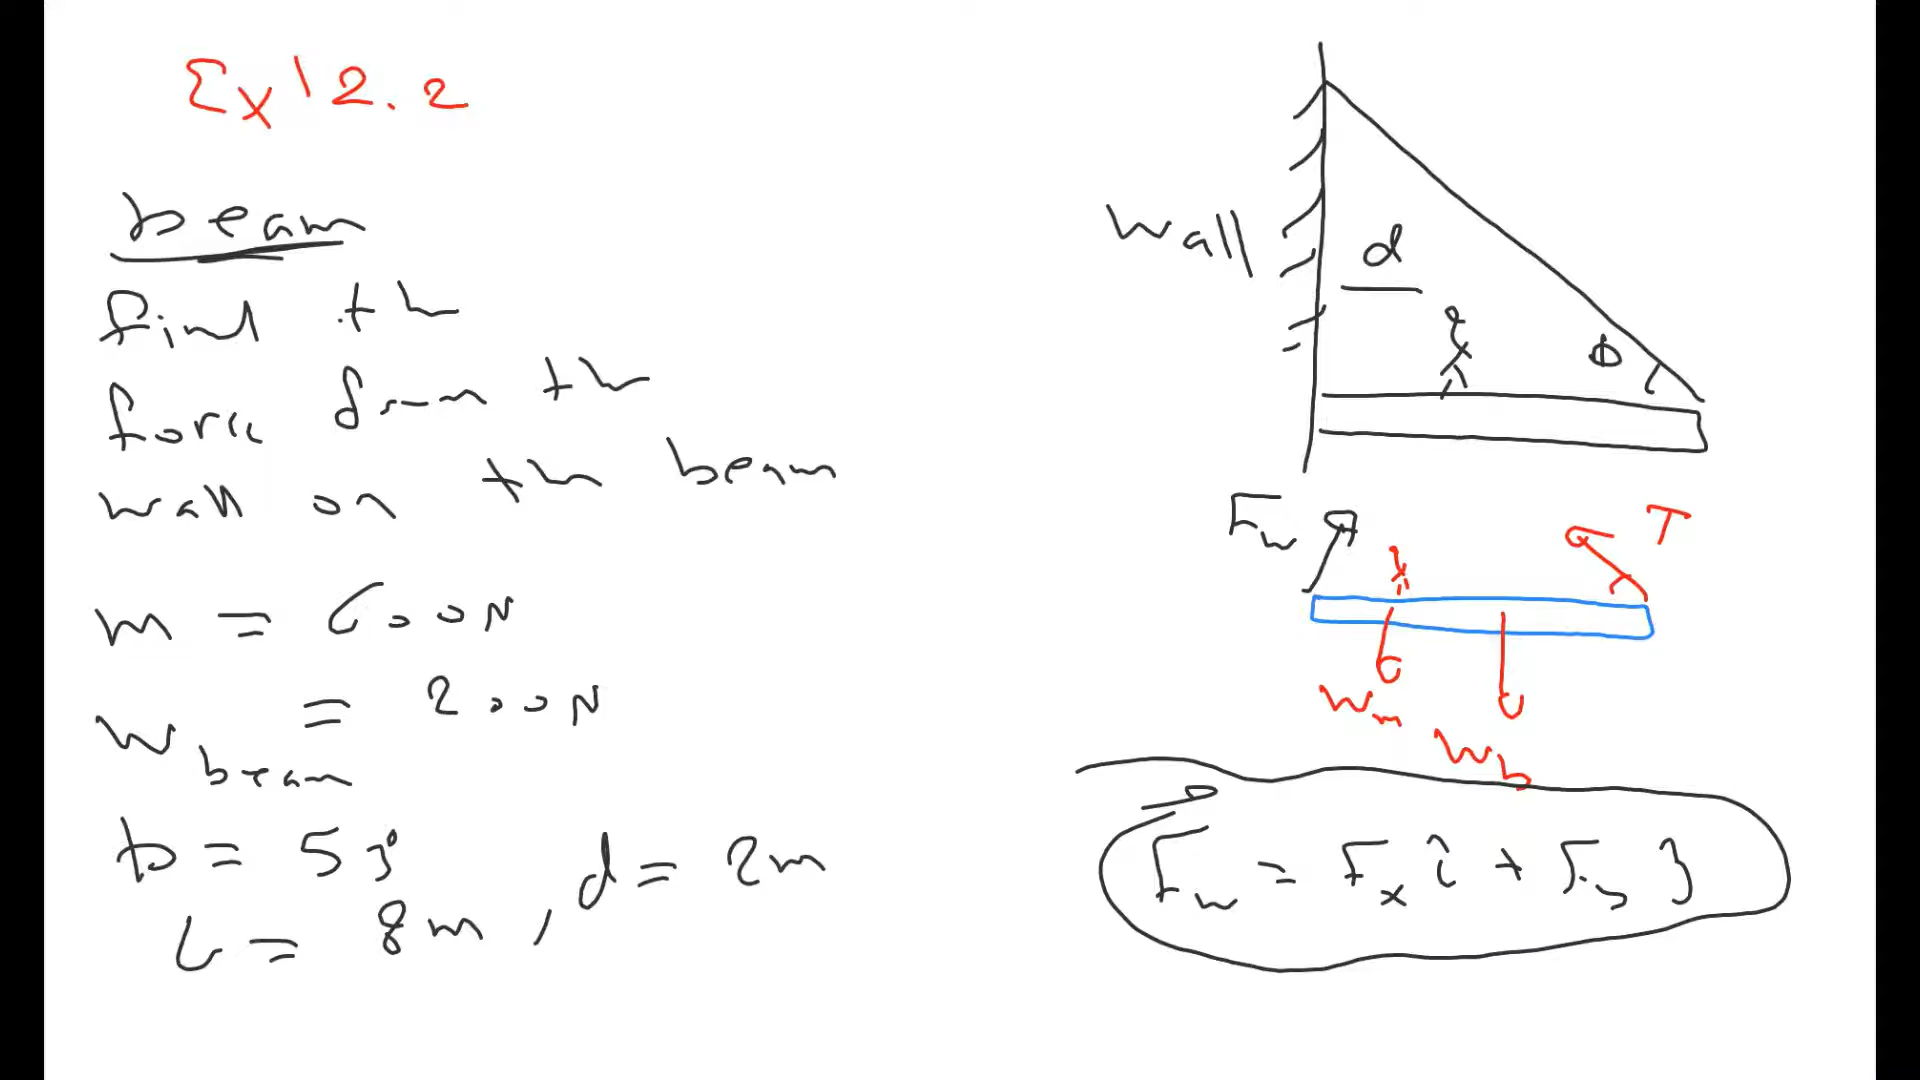 Ex 12.2
beam
find the
force from the
wall on the beam
m = 600N
W beam = 200N
θ = 53°
L = 8m , d = 2m
wall
d
θ
Fw
T
Wm
Wb
Fw = Fx i + Fy j